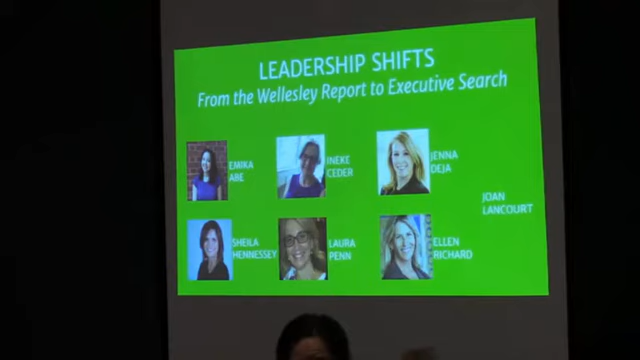 LEADERSHIP SHIFTS
From the Wellesley Report to Executive Search
EMIKA
ABE
INEKE
CEDER
JENNA
DEJA
JOAN
LANCOURT
SHEILA
HENNESSEY
LAURA
PENN
ELLEN
RICHARD